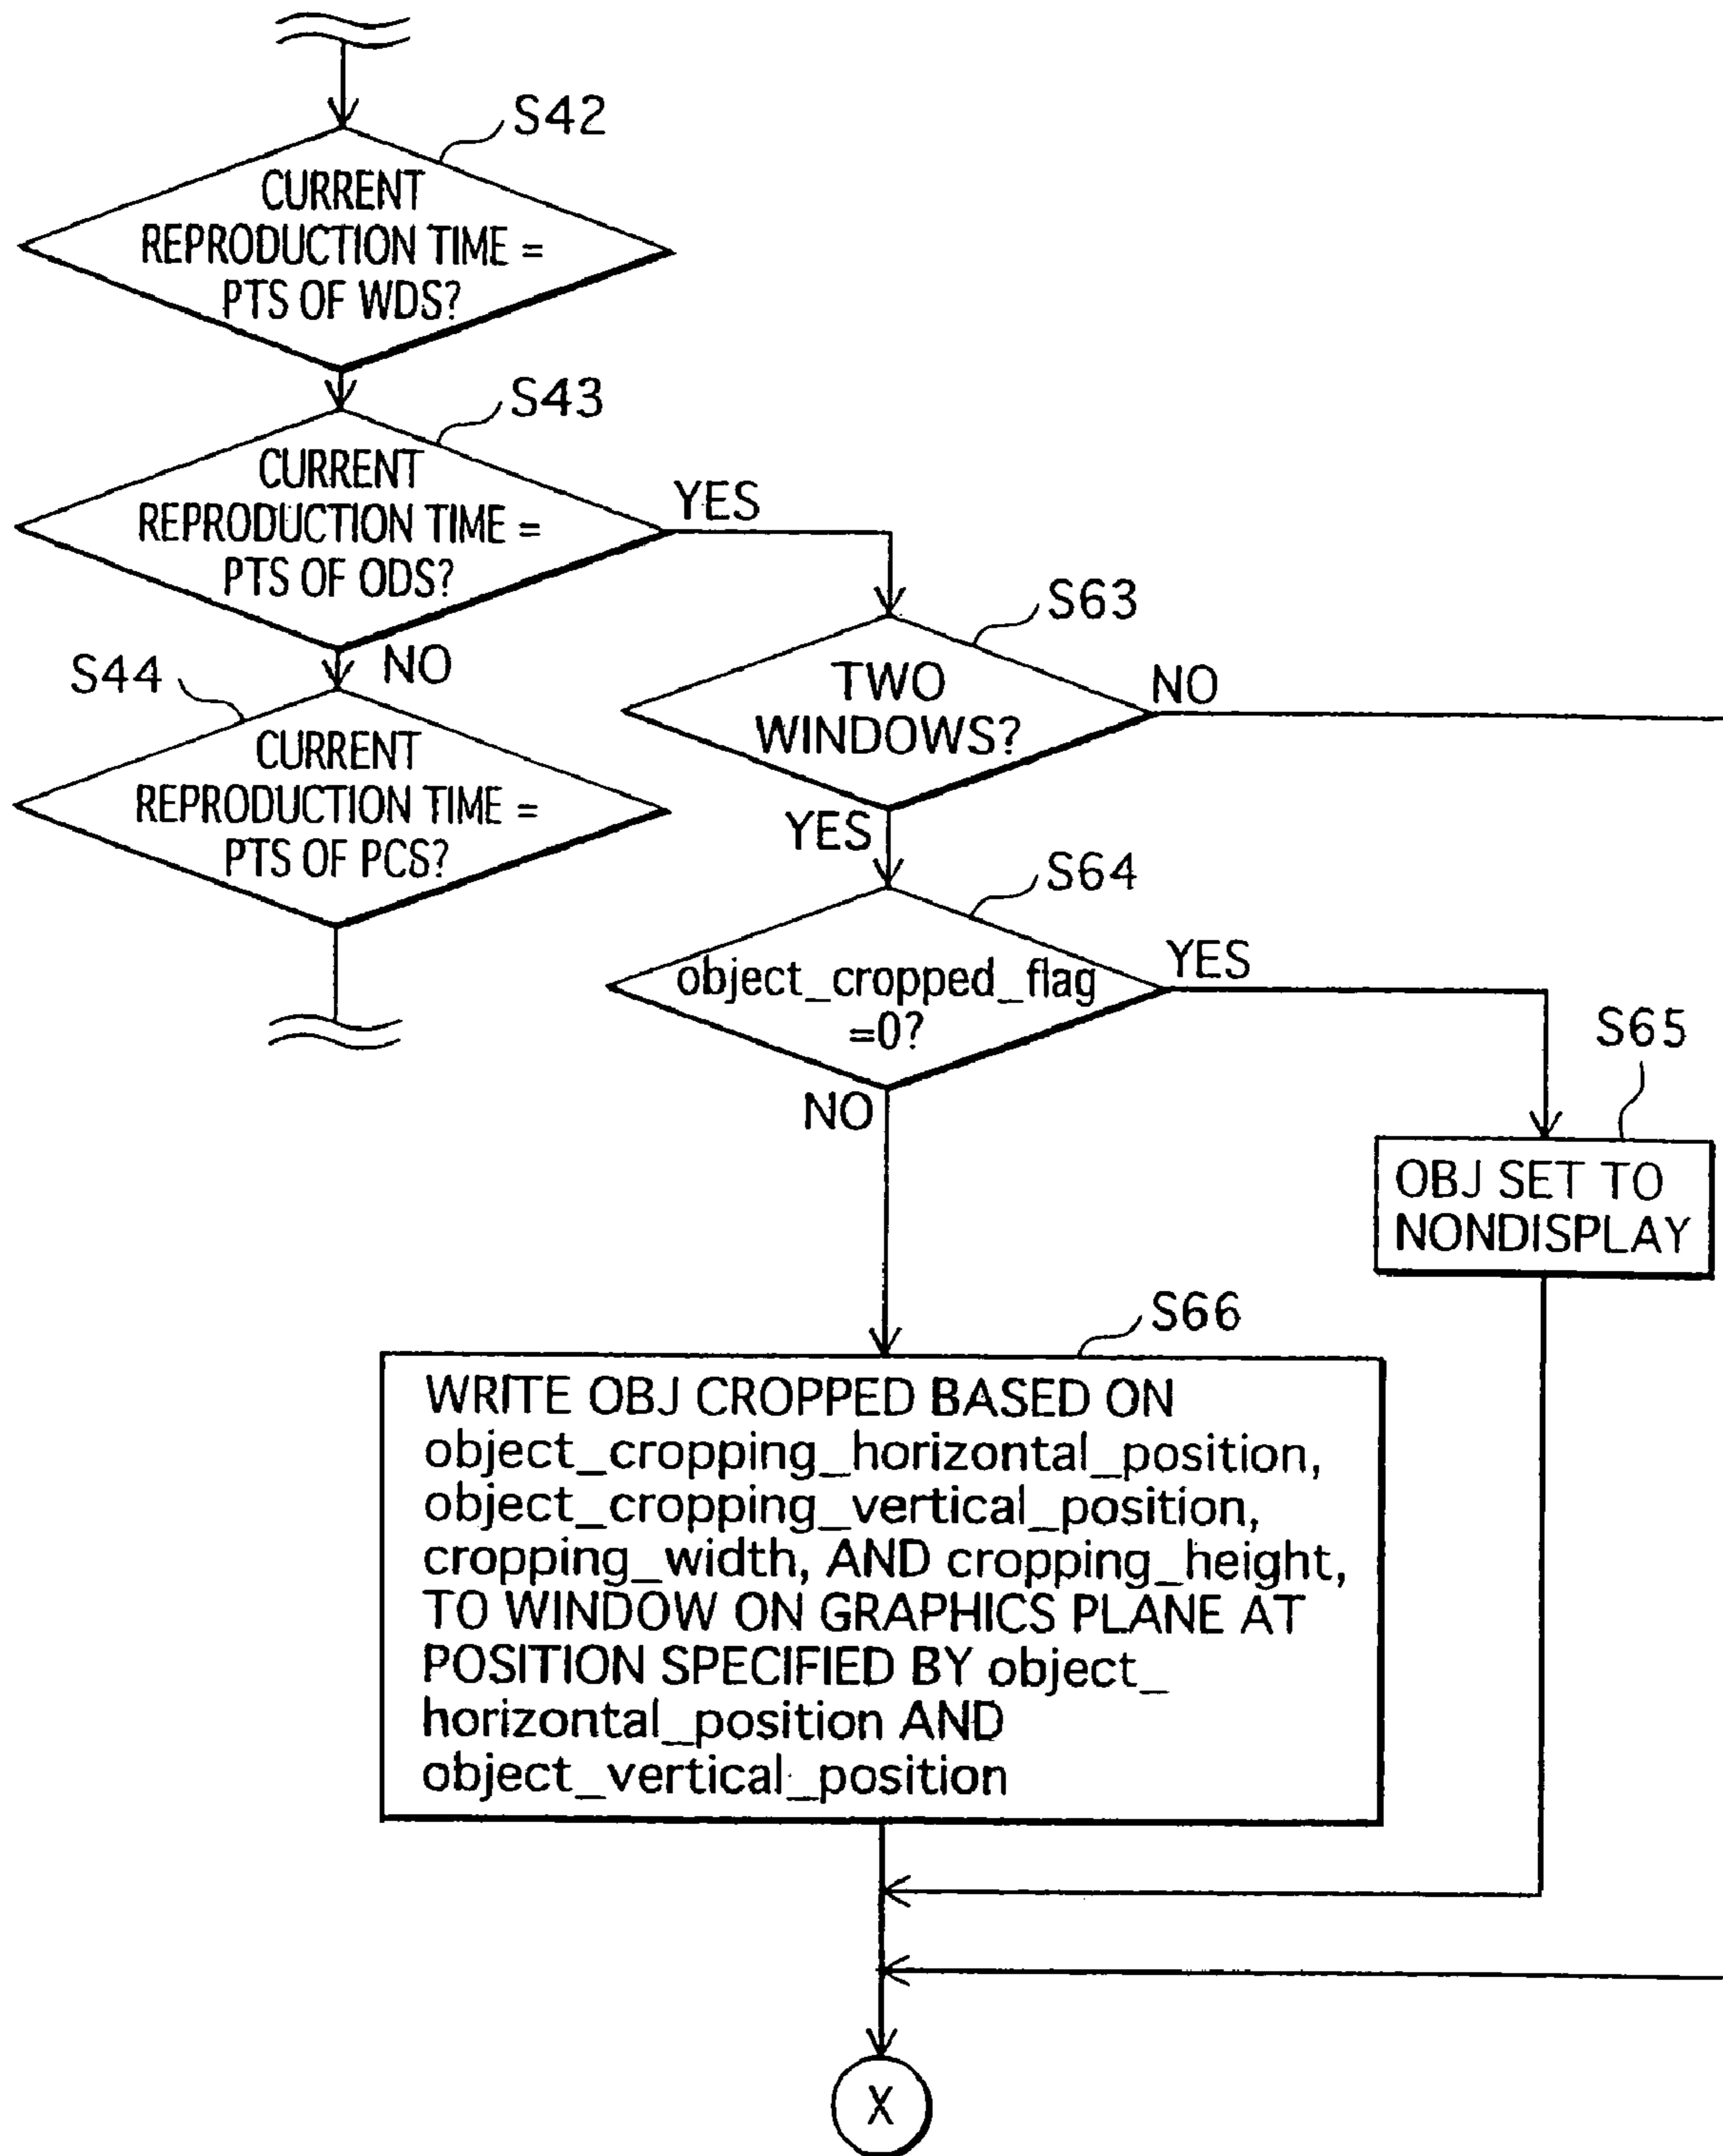 S42
CURRENT
REPRODUCTION TIME =
PTS OF WDS?
S43
CURRENT
REPRODUCTION TIME =
PTS OF ODS?
YES
NO
S44
CURRENT
REPRODUCTION TIME =
PTS OF PCS?
S63
TWO
WINDOWS?
NO
YES
S64
object_cropped_flag
=0?
YES
NO
S65
OBJ SET TO
NONDISPLAY
S66
WRITE OBJ CROPPED BASED ON
object_cropping_horizontal_position,
object_cropping_vertical_position,
cropping_width, AND cropping_height,
TO WINDOW ON GRAPHICS PLANE AT
POSITION SPECIFIED BY object_
horizontal_position AND
object_vertical_position
X